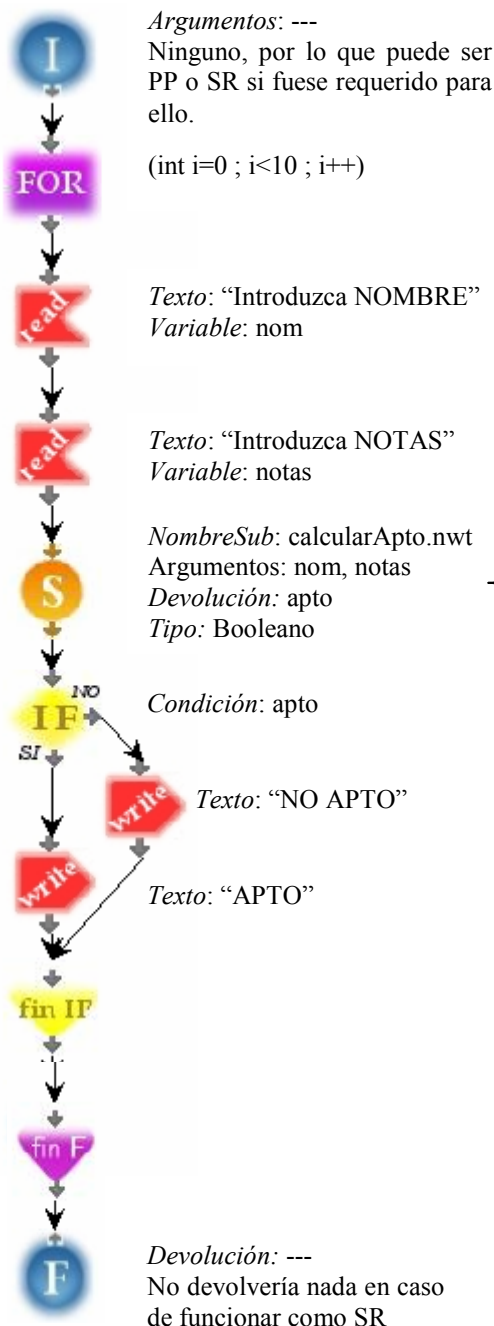 I
Argumentos: ---
Ninguno, por lo que puede ser
PP o SR si fuese requerido para
ello.
FOR
(int i=0 ; i<10 ; i++)
read
Texto: “Introduzca NOMBRE”
Variable: nom
read
Texto: “Introduzca NOTAS”
Variable: notas
S
NombreSub: calcularApto.nwt
Argumentos: nom, notas
Devolución: apto
Tipo: Booleano
NO
IF
SI
Condición: apto
write
Texto: “NO APTO”
write
Texto: “APTO”
fin IF
fin F
F
Devolución: ---
No devolvería nada en caso
de funcionar como SR